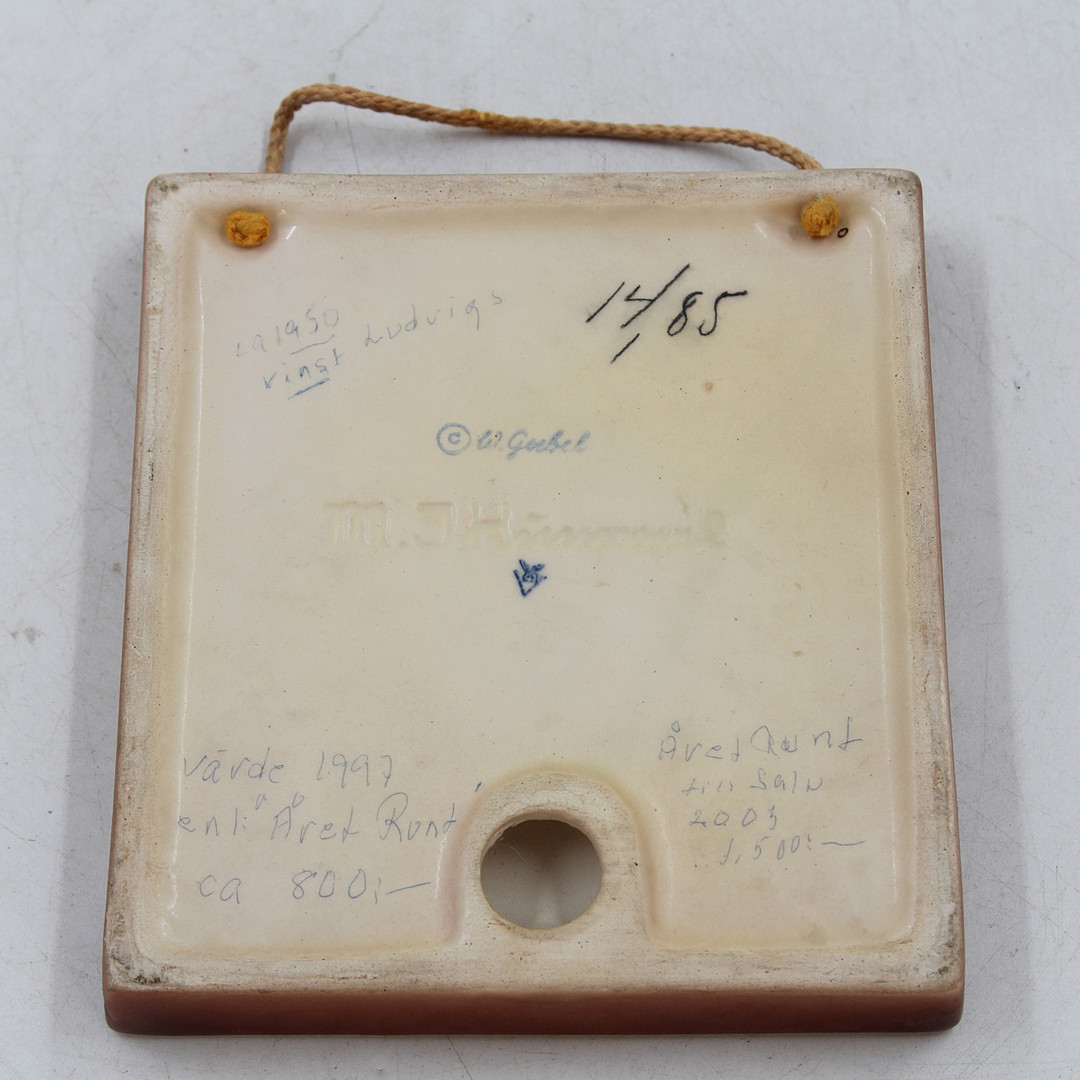 ca 1950
vinst Ludvigs
14/85
© W. Goebel
värde 1997
enl: "Året Runt"
ca 800:-
Året Runt
till Salu
2003
1,500:-